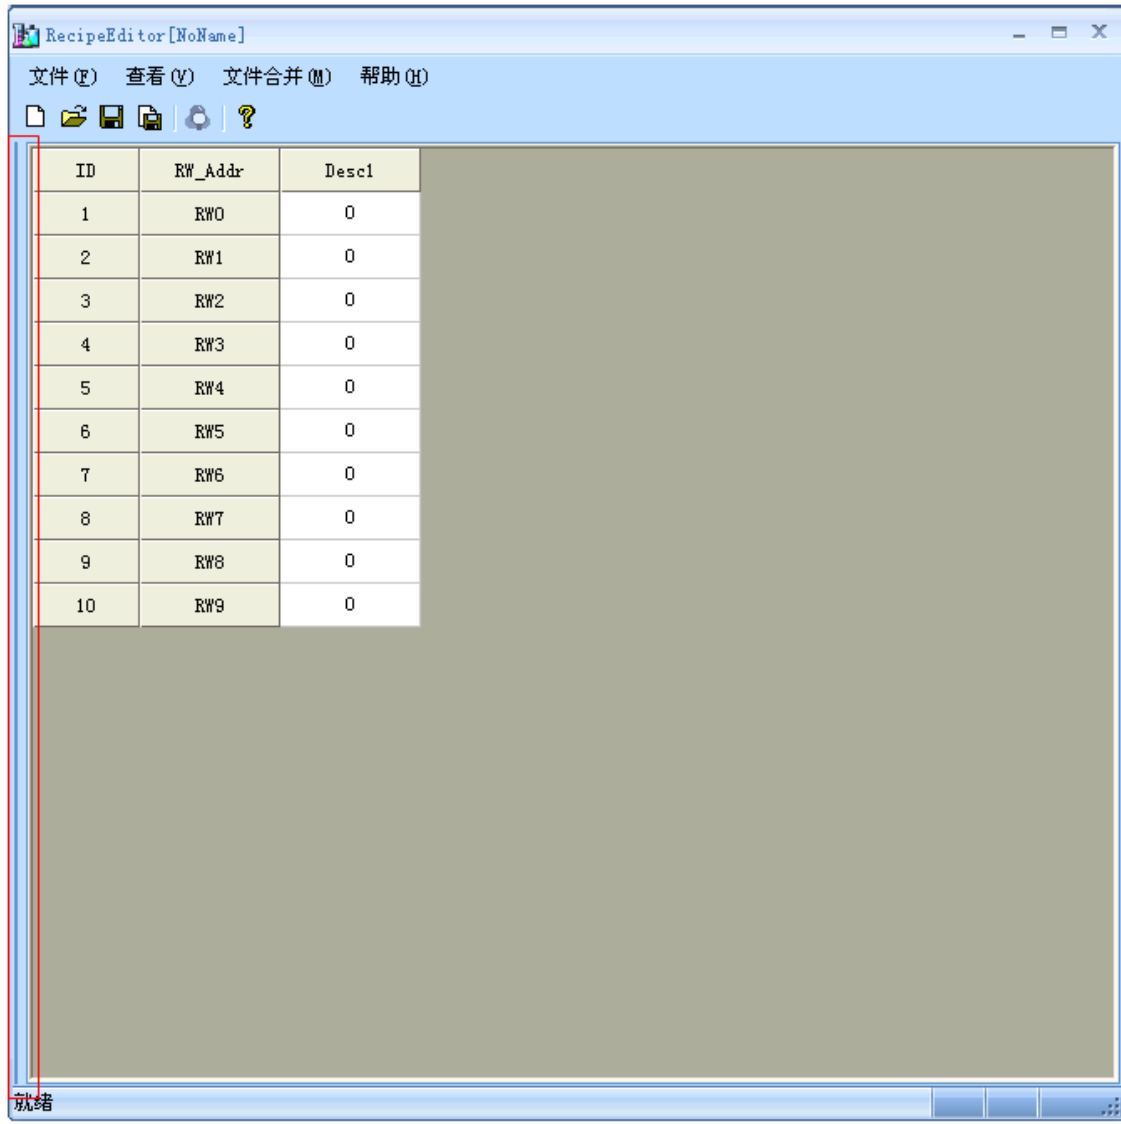 RecipeEditor[NoName]
文件(F) 查看(V) 文件合并(M) 帮助(H)
ID RW_Addr Desc1
1 RW0 0
2 RW1 0
3 RW2 0
4 RW3 0
5 RW4 0
6 RW5 0
7 RW6 0
8 RW7 0
9 RW8 0
10 RW9 0
就绪